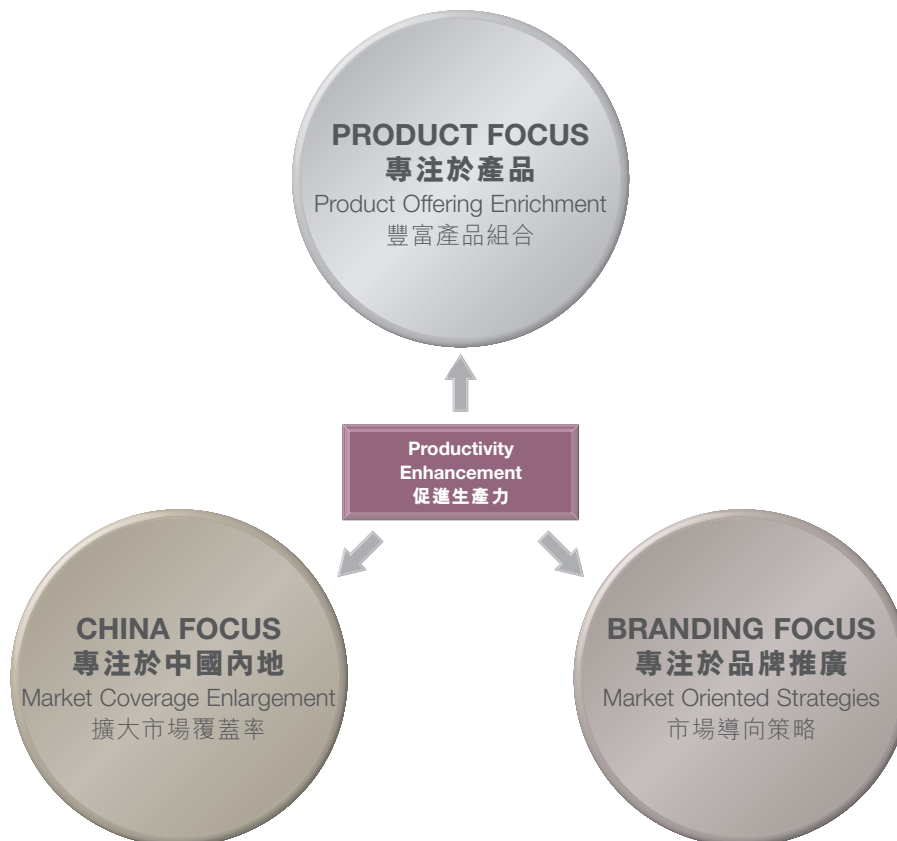 PRODUCT FOCUS
專注於產品
Product Offering Enrichment
豐富產品組合
Productivity
Enhancement
促進生產力
CHINA FOCUS
專注於中國內地
Market Coverage Enlargement
擴大市場覆蓋率
BRANDING FOCUS
專注於品牌推廣
Market Oriented Strategies
市場導向策略